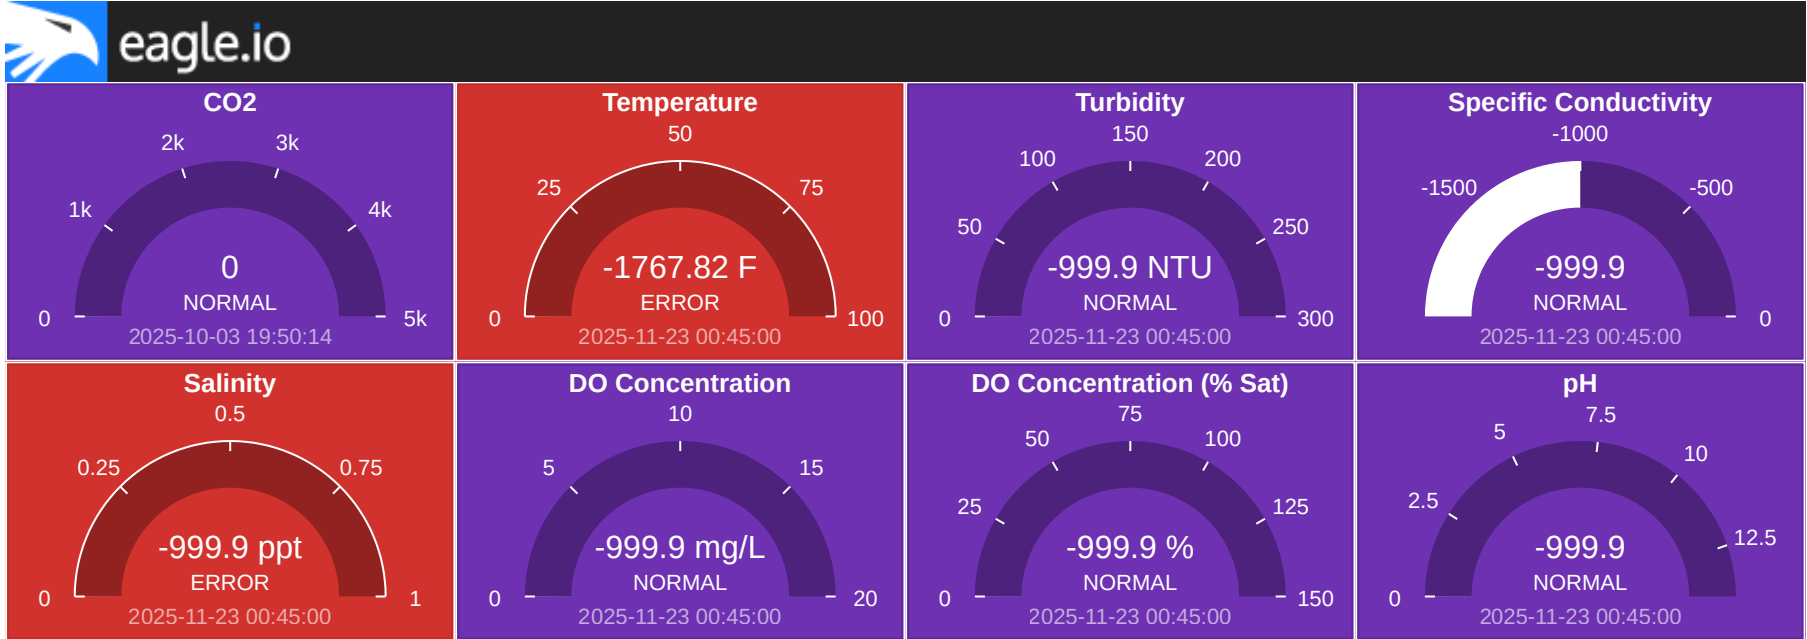 eagle.io
CO2
2k 3k
1k 4k
0
NORMAL
0 5k
2025-10-03 19:50:14
Temperature
50
25 75
-1767.82 F
ERROR
0 100
2025-11-23 00:45:00
Turbidity
150
100 200
50 250
-999.9 NTU
NORMAL
0 300
2025-11-23 00:45:00
Specific Conductivity
-1000
-1500 -500
-999.9
NORMAL
0
2025-11-23 00:45:00
Salinity
0.5
0.25 0.75
-999.9 ppt
ERROR
0 1
2025-11-23 00:45:00
DO Concentration
10
5 15
-999.9 mg/L
NORMAL
0 20
2025-11-23 00:45:00
DO Concentration (% Sat)
75
50 100
25 125
-999.9 %
NORMAL
0 150
2025-11-23 00:45:00
pH
7.5
5 10
2.5 12.5
-999.9
NORMAL
0
2025-11-23 00:45:00